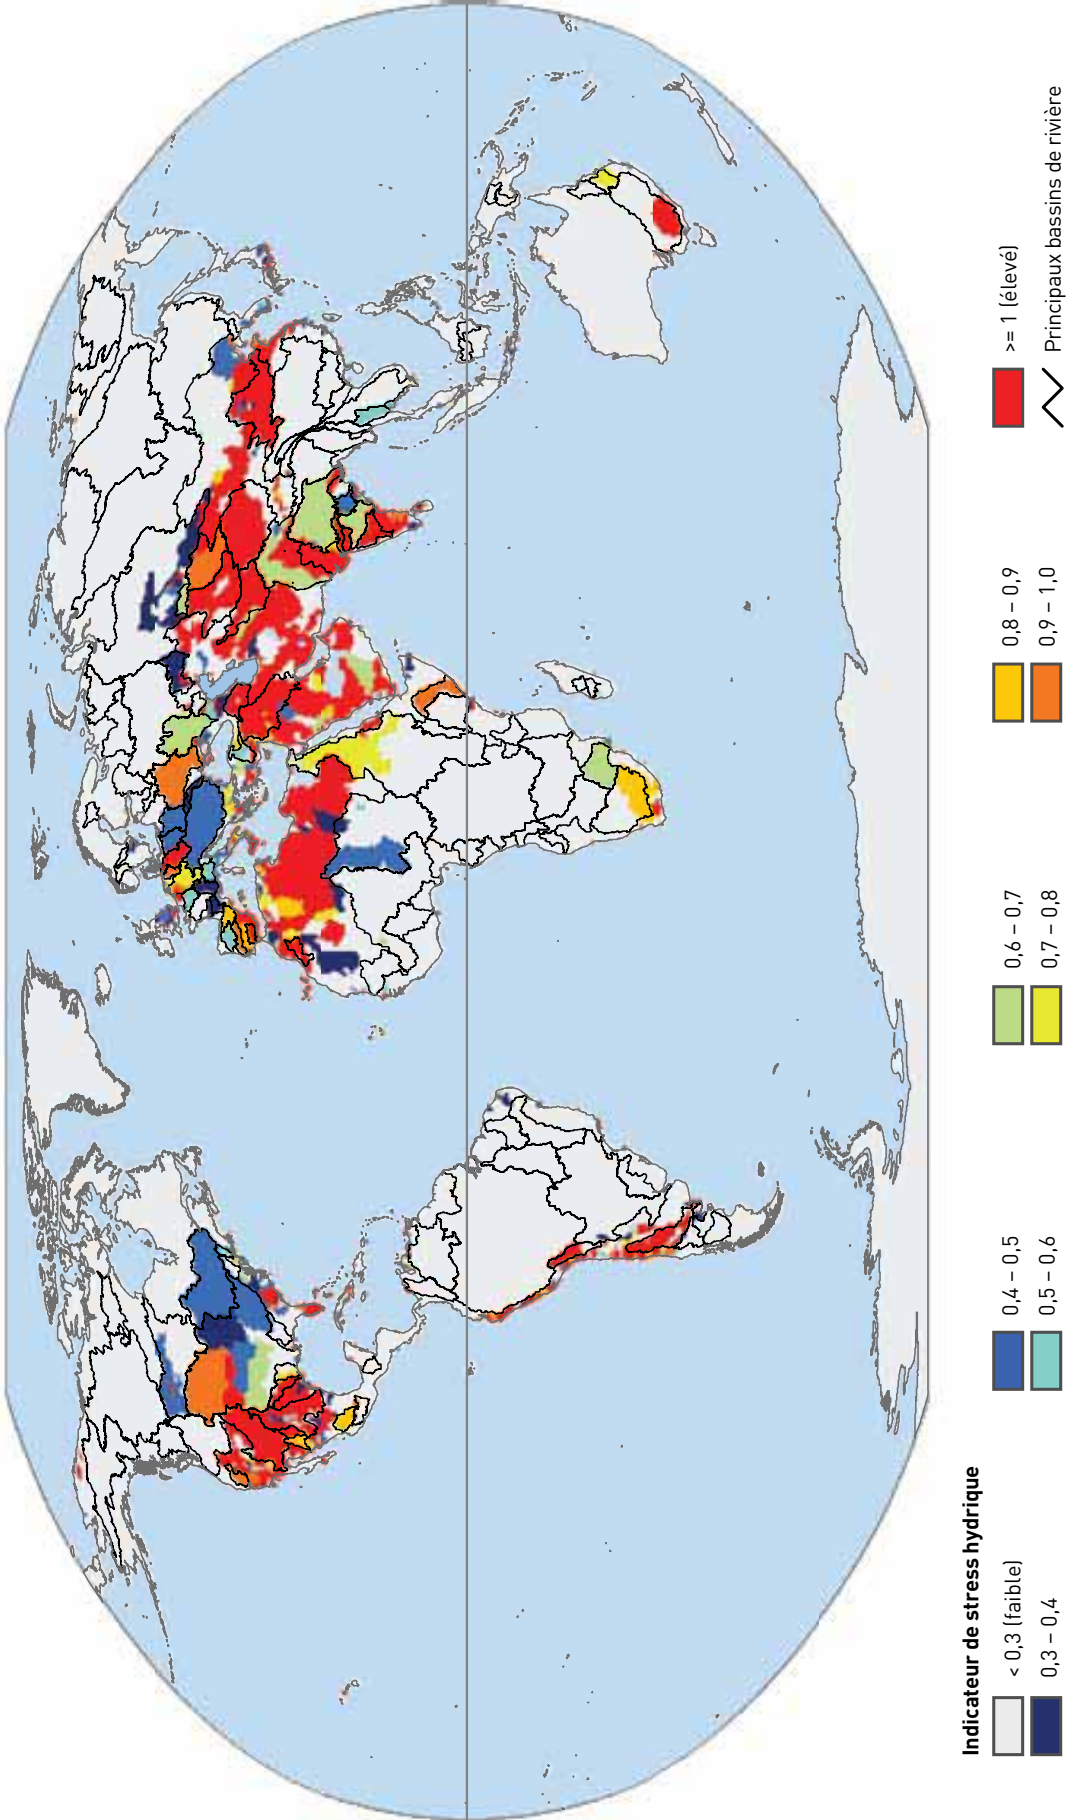 Indicateur de stress hydrique
< 0,3 (faible)
0,3 – 0,4
0,4 – 0,5
0,5 – 0,6
0,6 – 0,7
0,7 – 0,8
0,8 – 0,9
0,9 – 1,0
>= 1 (élevé)
Principaux bassins de rivière